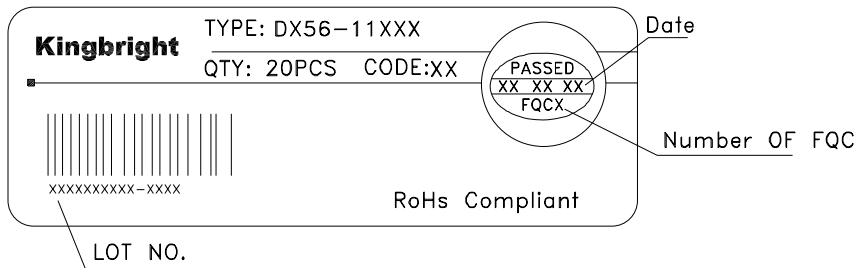 Kingbright
TYPE: DX56-11XXX
QTY: 20PCS CODE:XX
PASSED
XX XX XX
FQCX
Date
Number OF FQC
XXXXXXXXXX-XXXX
RoHs Compliant
LOT NO.